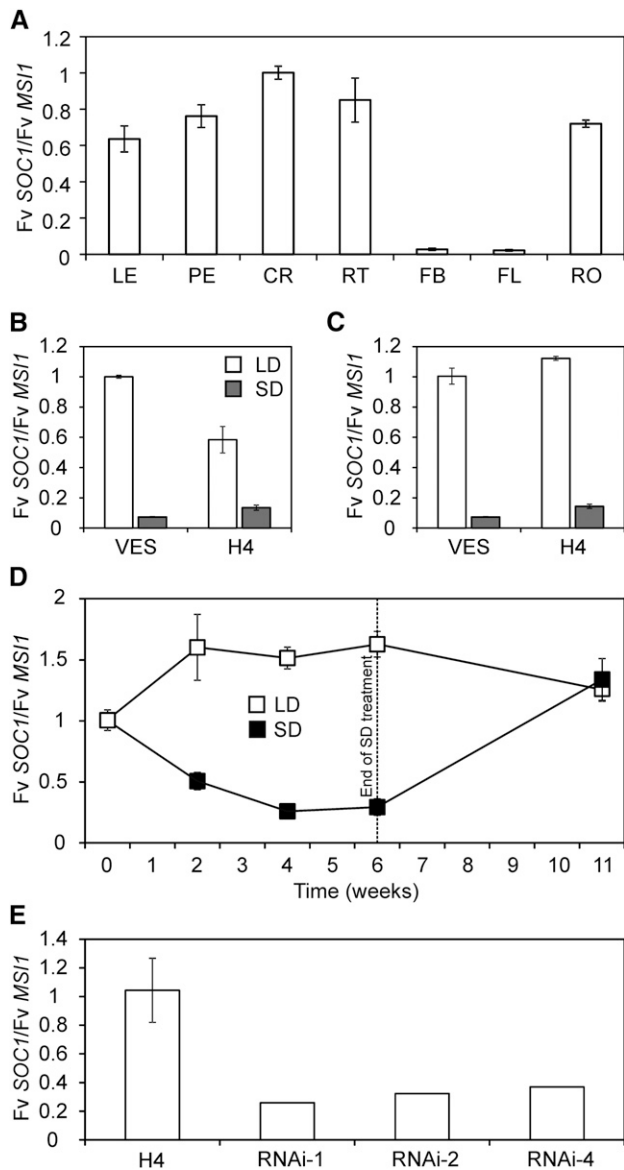 A
Fv SOC1/Fv MSI1
1.2
1
0.8
0.6
0.4
0.2
0
LE PE CR RT FB FL RO
B
Fv SOC1/Fv MSI1
1.2
1
0.8
0.6
0.4
0.2
0
LD
SD
VES H4
C
Fv SOC1/Fv MSI1
1.2
1
0.8
0.6
0.4
0.2
0
VES H4
D
Fv SOC1/Fv MSI1
2
1.5
1
0.5
0
LD
SD
End of SD treatment
0 1 2 3 4 5 6 7 8 9 10 11
Time (weeks)
E
Fv SOC1/Fv MSI1
1.4
1.2
1
0.8
0.6
0.4
0.2
0
H4 RNAi-1 RNAi-2 RNAi-4